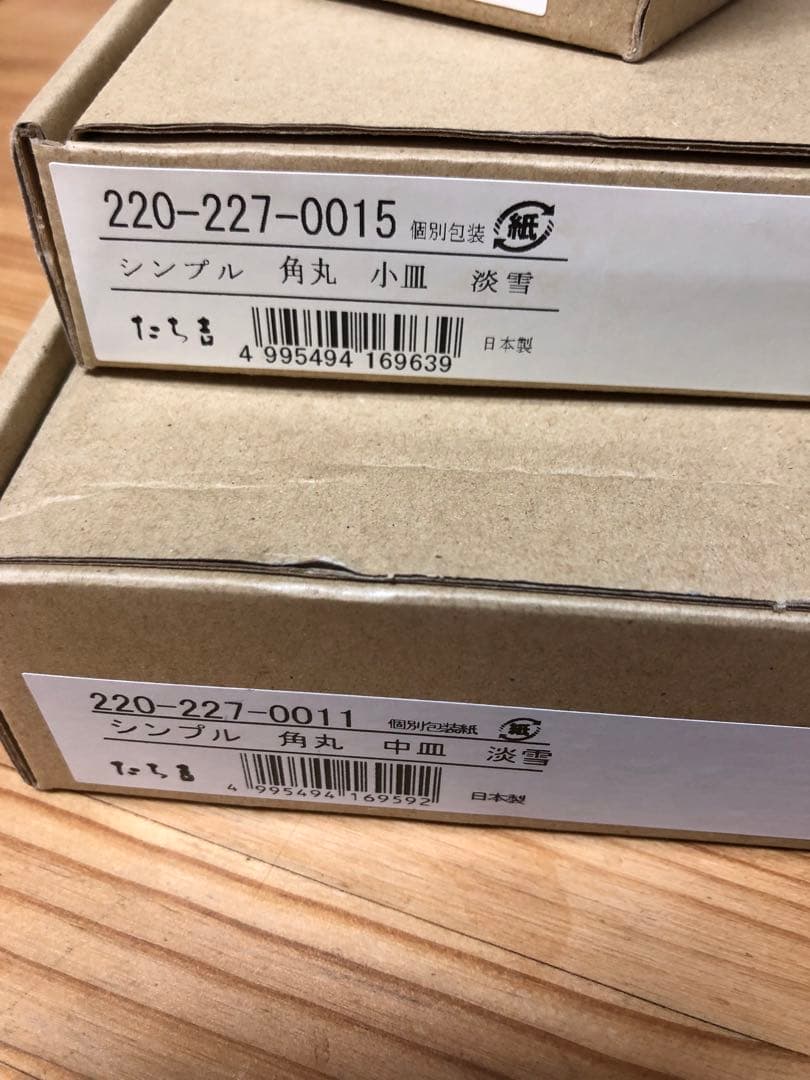 220-227-0015 個別包装 紙
シンプル 角丸 小皿 淡雪
たち吉 日本製
4 995494 169639
220-227-0011 個別包装紙 紙
シンプル 角丸 中皿 淡雪
たち吉 日本製
4 995494 169592